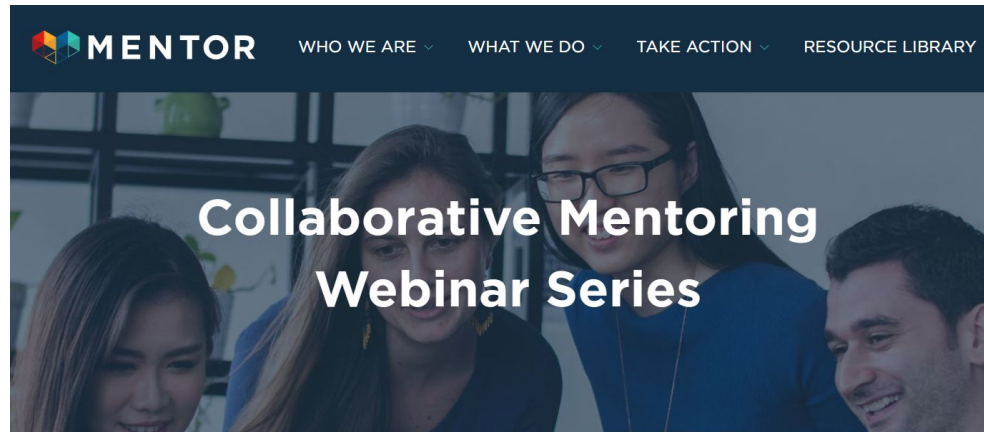 MENTOR WHO WE ARE WHAT WE DO TAKE ACTION RESOURCE LIBRARY
Collaborative Mentoring
Webinar Series